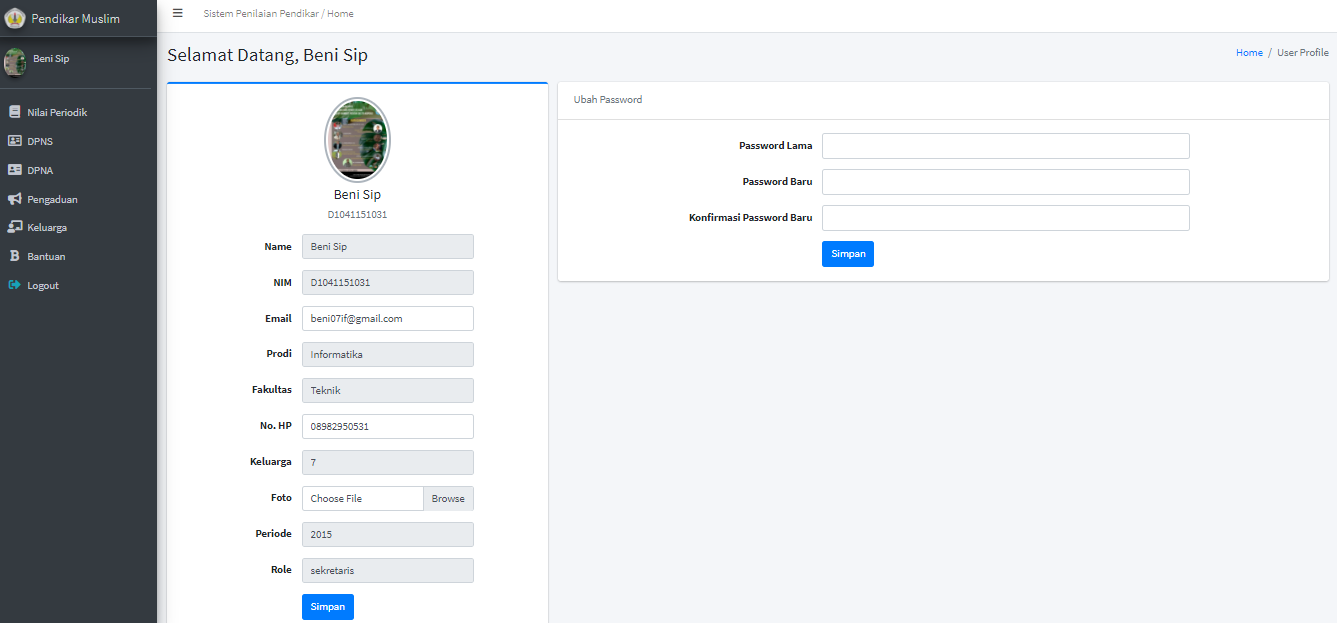 Pendikar Muslim
Sistem Penilaian Pendikar / Home
Beni Sip
Nilai Periodik
DPNS
DPNA
Pengaduan
Keluarga
Bantuan
Logout
Selamat Datang, Beni Sip
Home / User Profile
Beni Sip
D1041151031
Name Beni Sip
NIM D1041151031
Email beni07if@gmail.com
Prodi Informatika
Fakultas Teknik
No. HP 08982950531
Keluarga 7
Foto Choose File Browse
Periode 2015
Role sekretaris
Simpan
Ubah Password
Password Lama
Password Baru
Konfirmasi Password Baru
Simpan